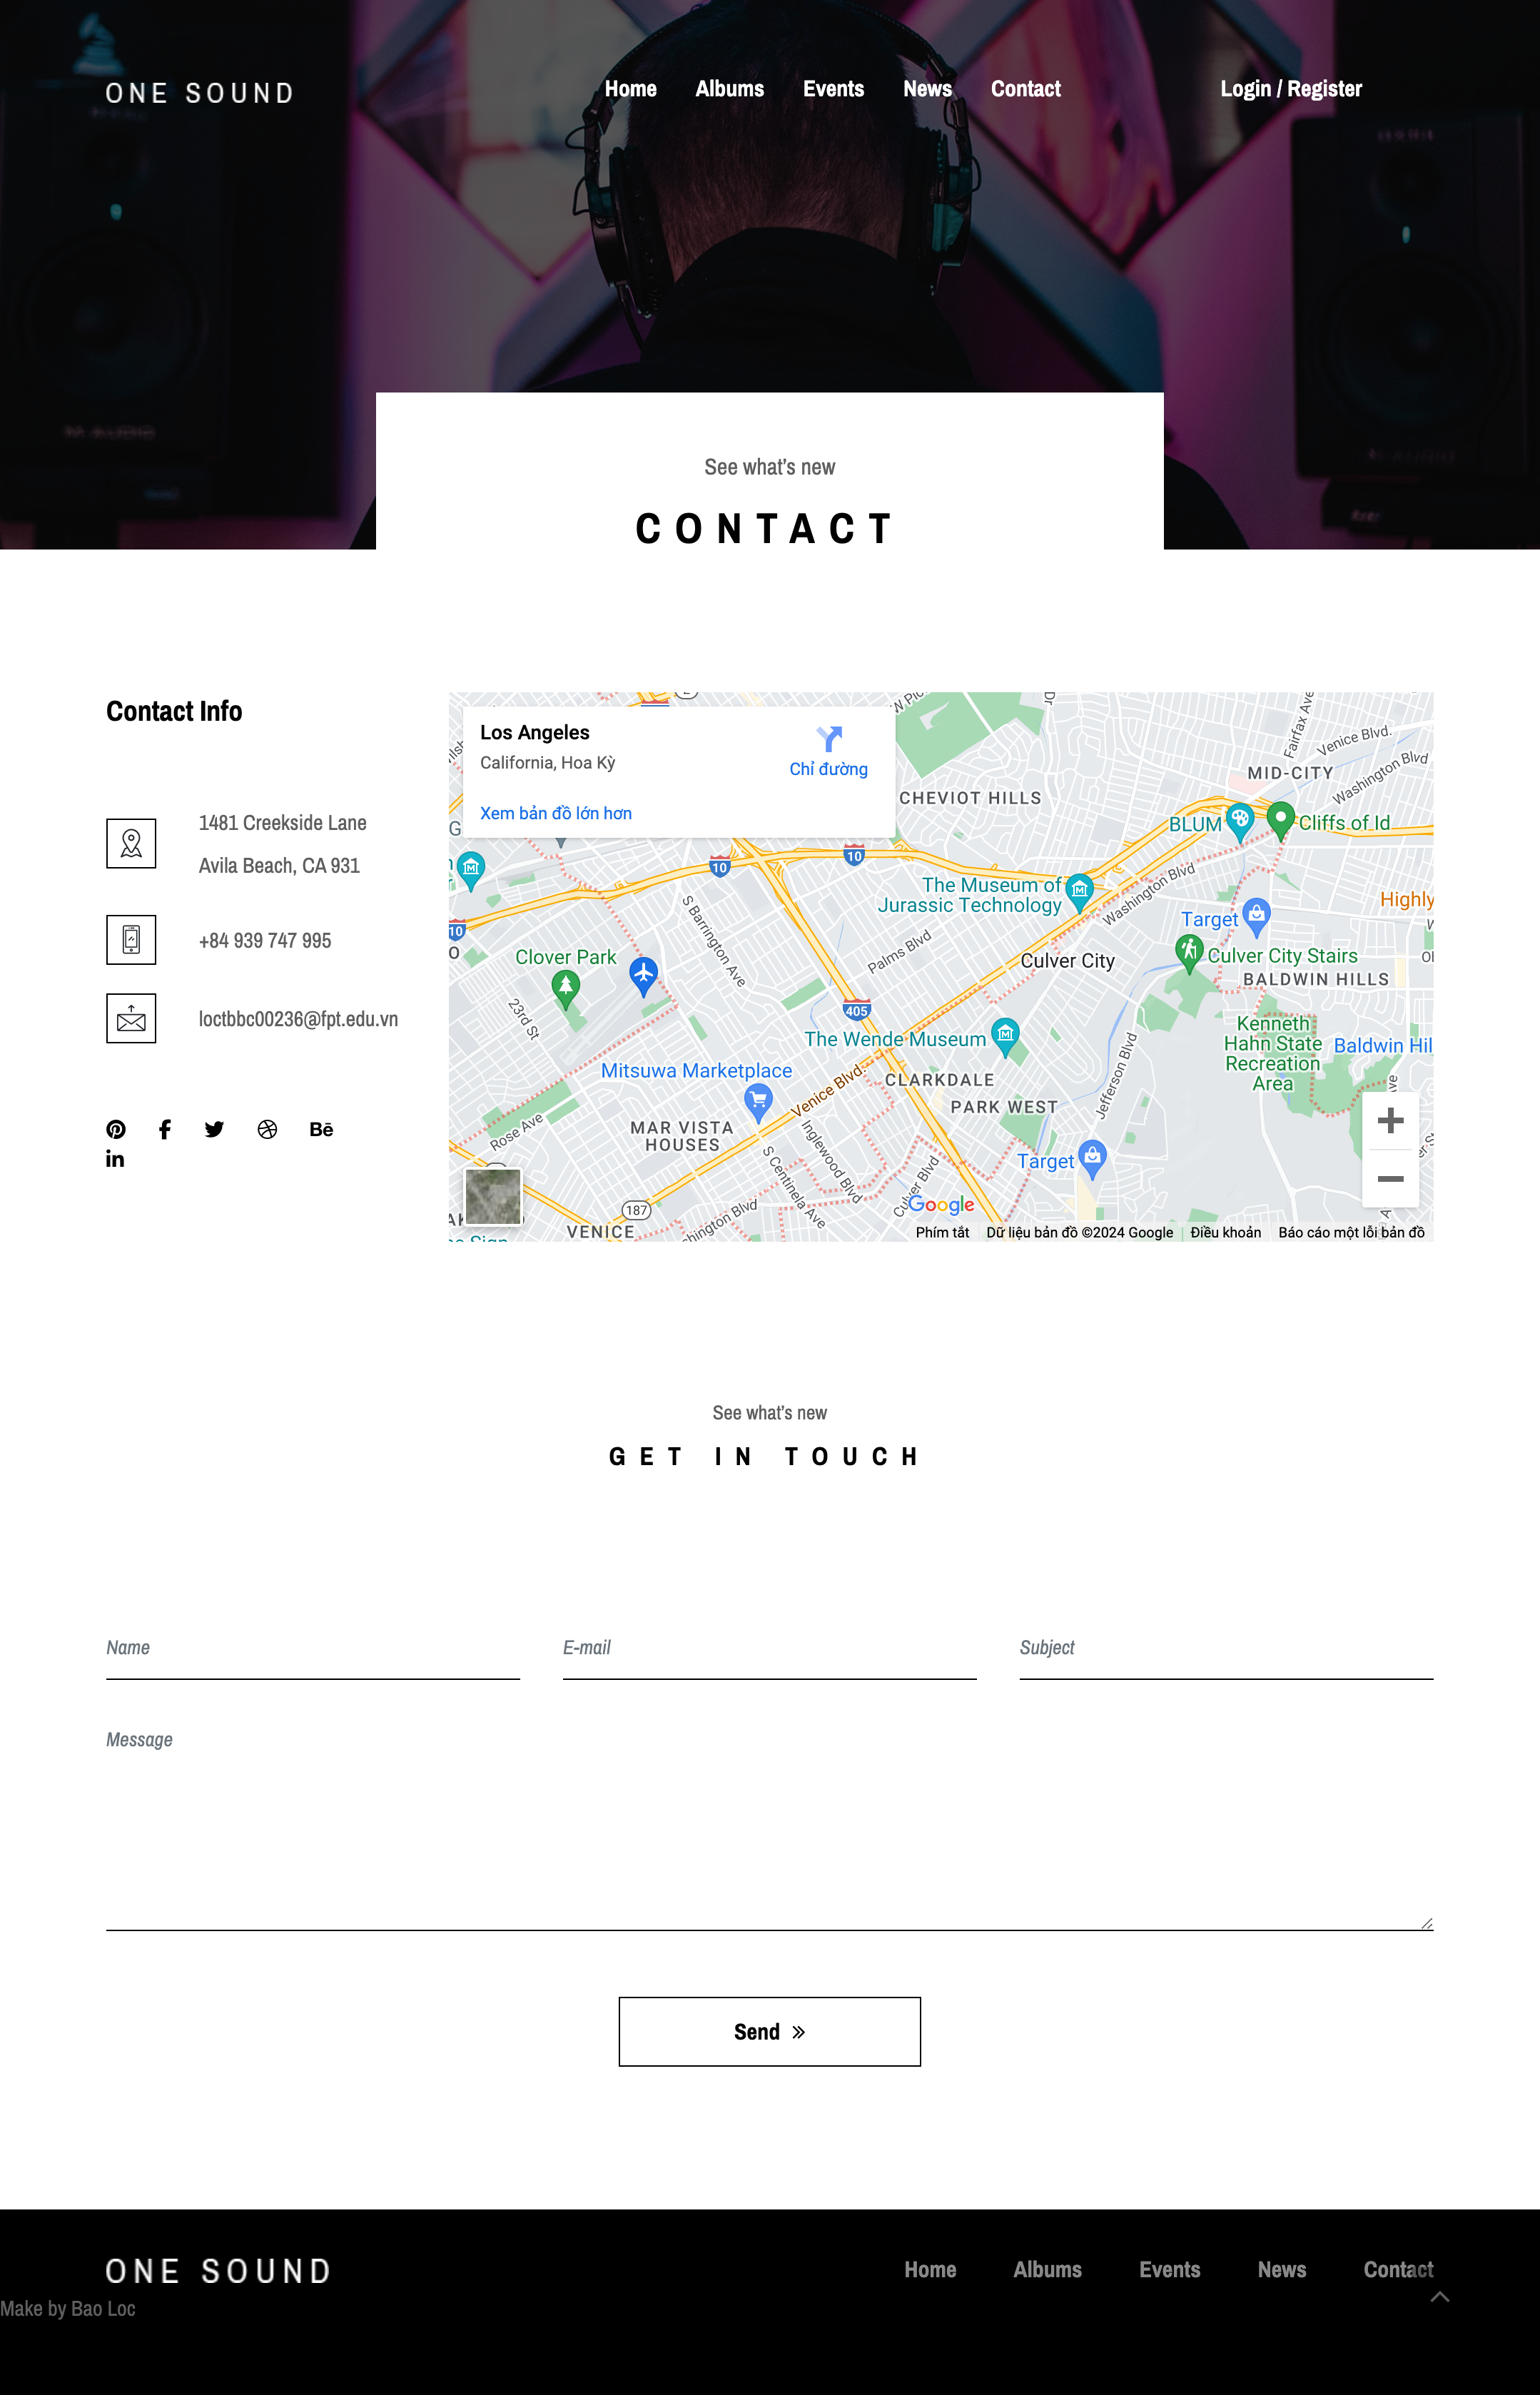 ONE SOUND
Home Albums Events News Contact
Login / Register
M-AUDIO
See what's new
CONTACT
Contact Info
1481 Creekside Lane
Avila Beach, CA 931
+84 939 747 995
loctbbc00236@fpt.edu.vn
Bē
in
Los Angeles
California, Hoa Kỳ
Chỉ đường
Xem bản đồ lớn hơn
CHEVIOT HILLS
MID-CITY
Fairfax Ave
Venice Blvd.
Washington Blvd
BLUM
Cliffs of Id
10
10
10
The Museum of
Jurassic Technology
Washington Blvd
Highly
Target
S Barrington Ave
Palms Blvd
Clover Park
Culver City
Culver City Stairs
BALDWIN HILLS
23rd St
405
The Wende Museum
Kenneth
Hahn State
Recreation
Area
Baldwin Hil
Mitsuwa Marketplace
Venice Blvd.
CLARKDALE
PARK WEST
Jefferson Blvd
Rose Ave
MAR VISTA
HOUSES
Inglewood Blvd
S Centinela Ave
Culver Blvd
Target
187
VENICE
Google
Phím tắt Dữ liệu bản đồ ©2024 Google Điều khoản Báo cáo một lỗi bản đồ
See what's new
GET IN TOUCH
Name
E-mail
Subject
Message
Send
ONE SOUND
Home Albums Events News Contact
Make by Bao Loc